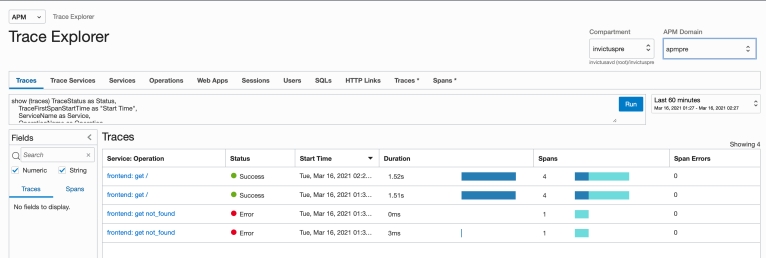 APM Trace Explorer
Trace Explorer
Compartment APM Domain
invictuspre apmpre
Traces Trace Services Services Operations Web Apps Sessions Users SQLs HTTP Links Traces * Spans *
show (traces) TraceStatus as Status,
TraceFirstSpanStartTime as "Start Time",
ServiceName as Service,
OperationName as Operation
Run
Last 60 minutes
Mar 16, 2021 01:27 - Mar 16, 2021 02:27
Fields
Search
Numeric String
Traces Spans
No fields to display.
Traces
Showing 4
Service: Operation Status Start Time Duration Spans Span Errors
frontend: get / Success Tue, Mar 16, 2021 02:2... 1.52s 4 0
frontend: get / Success Tue, Mar 16, 2021 01:3... 1.51s 4 0
frontend: get not_found Error Tue, Mar 16, 2021 01:3... 0ms 1 0
frontend: get not_found Error Tue, Mar 16, 2021 01:3... 3ms 1 0